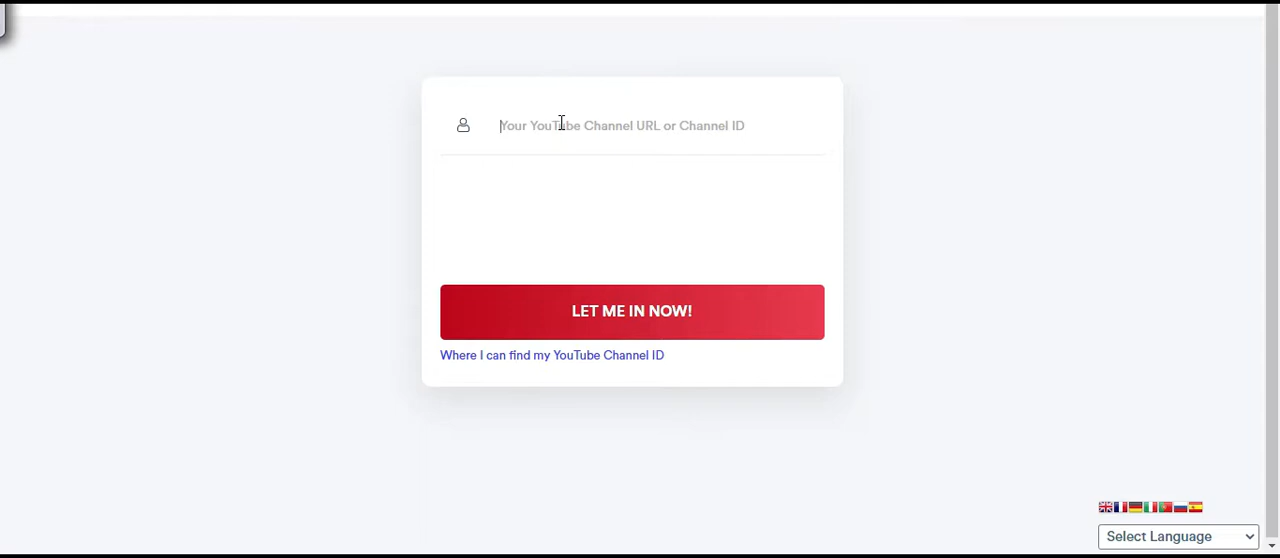 Your YouTube Channel URL or Channel ID
LET ME IN NOW!
Where I can find my YouTube Channel ID
Select Language